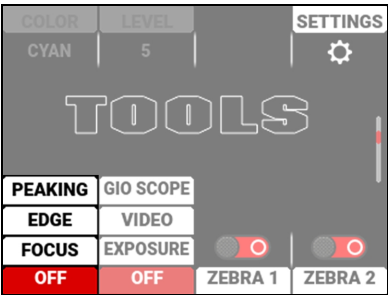 COLOR LEVEL SETTINGS
CYAN 5
TOOLS
PEAKING GIO SCOPE
EDGE VIDEO
FOCUS EXPOSURE
OFF OFF ZEBRA 1 ZEBRA 2